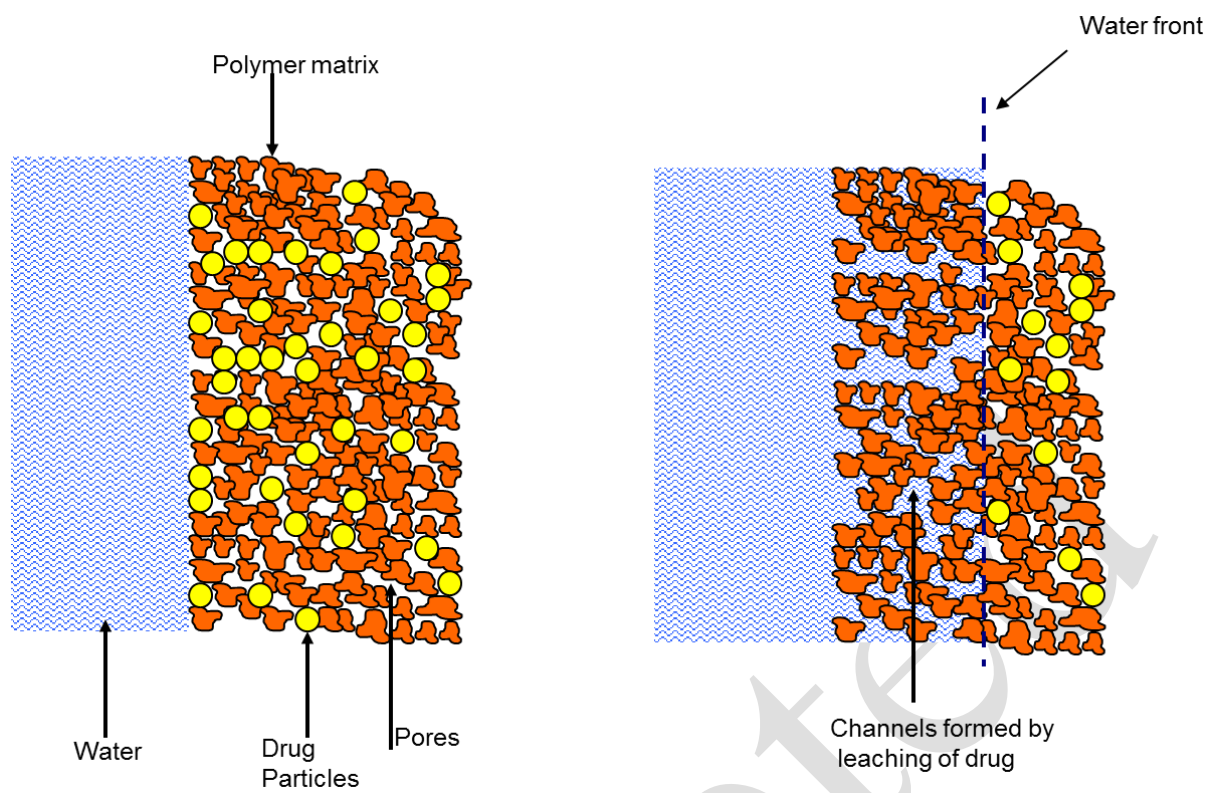 Water front
Polymer matrix
Water
Drug
Particles
Pores
Channels formed by
leaching of drug